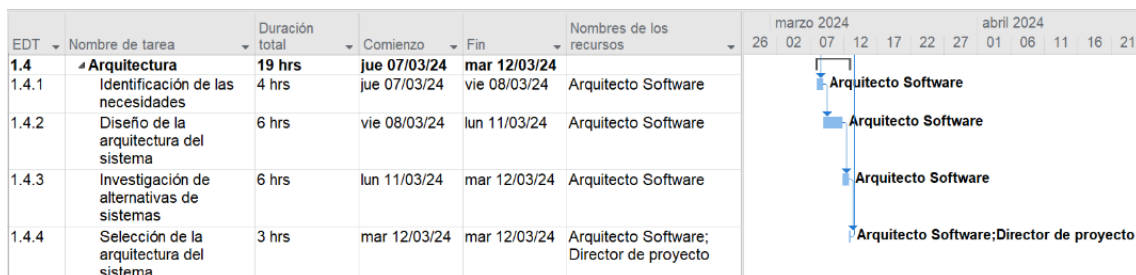 marzo 2024 abril 2024
Duración Nombres de los
EDT Nombre de tarea total Comienzo Fin recursos 26 02 07 12 17 22 27 01 06 11 16 21
1.4 Arquitectura 19 hrs jue 07/03/24 mar 12/03/24
1.4.1 Identificación de las 4 hrs jue 07/03/24 vie 08/03/24 Arquitecto Software Arquitecto Software
necesidades
1.4.2 Diseño de la 6 hrs vie 08/03/24 lun 11/03/24 Arquitecto Software Arquitecto Software
arquitectura del
sistema
1.4.3 Investigación de 6 hrs lun 11/03/24 mar 12/03/24 Arquitecto Software Arquitecto Software
alternativas de
sistemas
1.4.4 Selección de la 3 hrs mar 12/03/24 mar 12/03/24 Arquitecto Software; Arquitecto Software;Director de proyecto
arquitectura del Director de proyecto
sistema